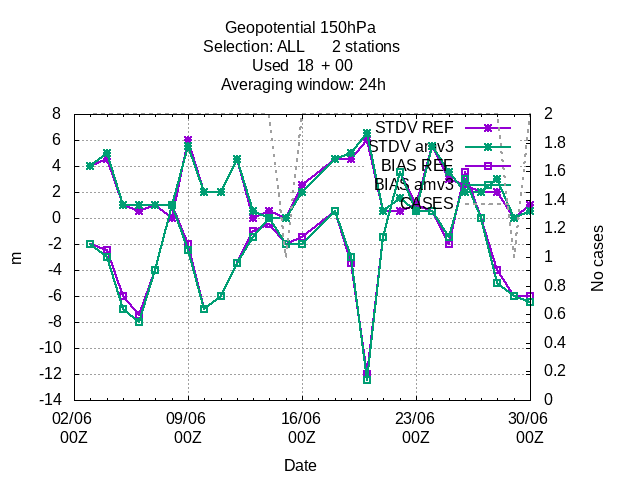 Geopotential 150hPa
Selection: ALL 2 stations
Used 18 + 00
Averaging window: 24h
STDV REF
STDV amv3
BIAS REF
BIAS amv3
CASES
8
6
4
2
0
-2
-4
-6
-8
-10
-12
-14
m
2
1.8
1.6
1.4
1.2
1
0.8
0.6
0.4
0.2
0
No cases
02/06 09/06 16/06 23/06 30/06
00Z 00Z 00Z 00Z 00Z
Date